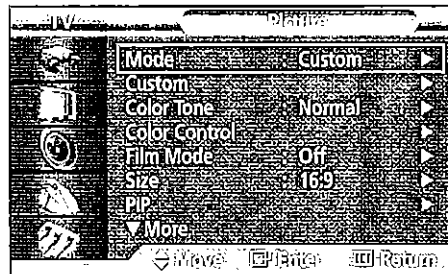 TV Picture
Mode : Custom
Custom
Color Tone : Normal
Color Control
Film Mode : Off
Size : 16:9
PIP
▼ More
Move Enter Return